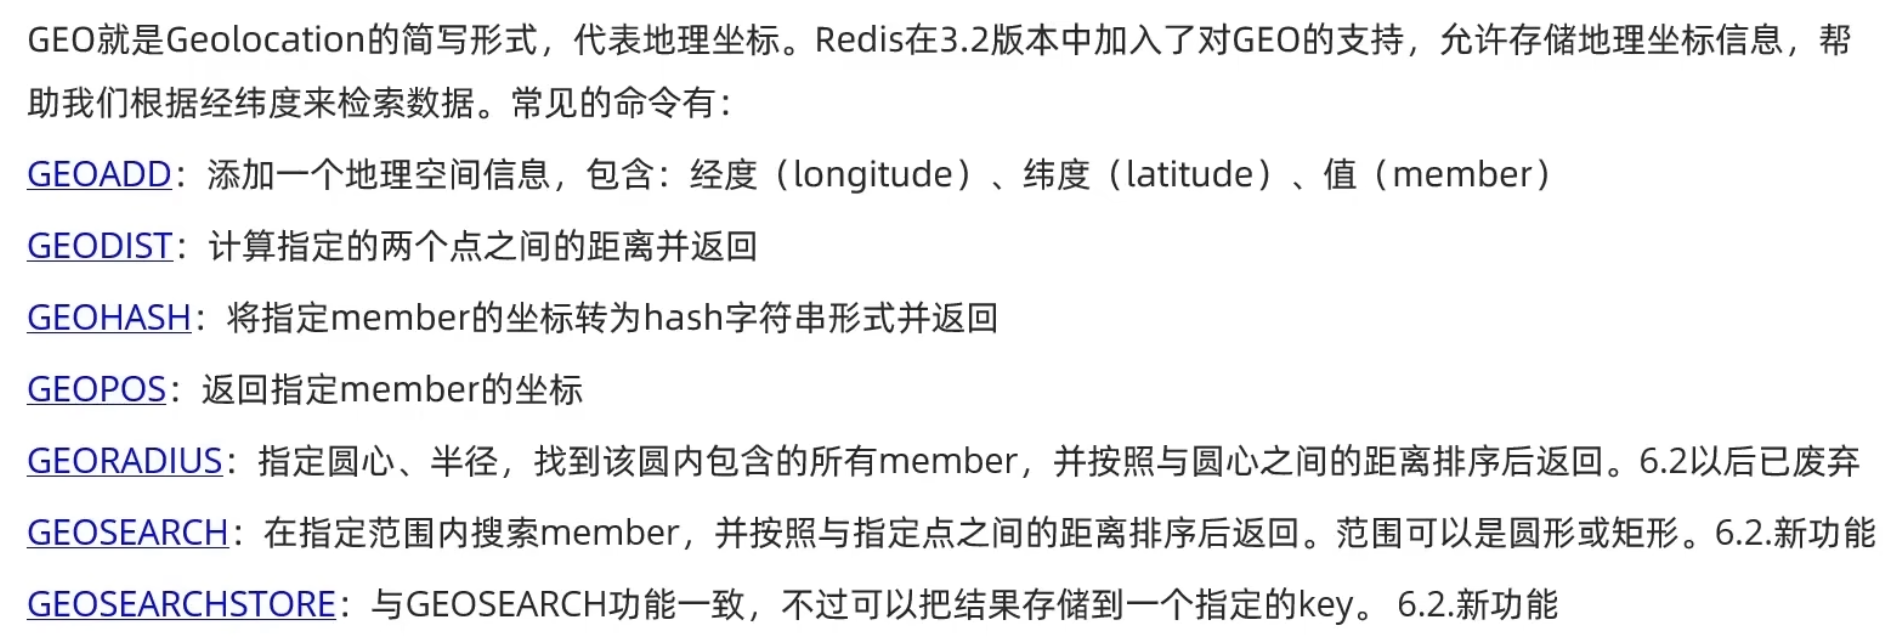 GEO就是Geolocation的简写形式，代表地理坐标。Redis在3.2版本中加入了对GEO的支持，允许存储地理坐标信息，帮
助我们根据经纬度来检索数据。常见的命令有：
GEOADD：添加一个地理空间信息，包含：经度（longitude）、纬度（latitude）、值（member）
GEODIST：计算指定的两个点之间的距离并返回
GEOHASH：将指定member的坐标转为hash字符串形式并返回
GEOPOS：返回指定member的坐标
GEORADIUS：指定圆心、半径，找到该圆内包含的所有member，并按照与圆心之间的距离排序后返回。6.2以后已废弃
GEOSEARCH：在指定范围内搜索member，并按照与指定点之间的距离排序后返回。范围可以是圆形或矩形。6.2.新功能
GEOSEARCHSTORE：与GEOSEARCH功能一致，不过可以把结果存储到一个指定的key。 6.2.新功能